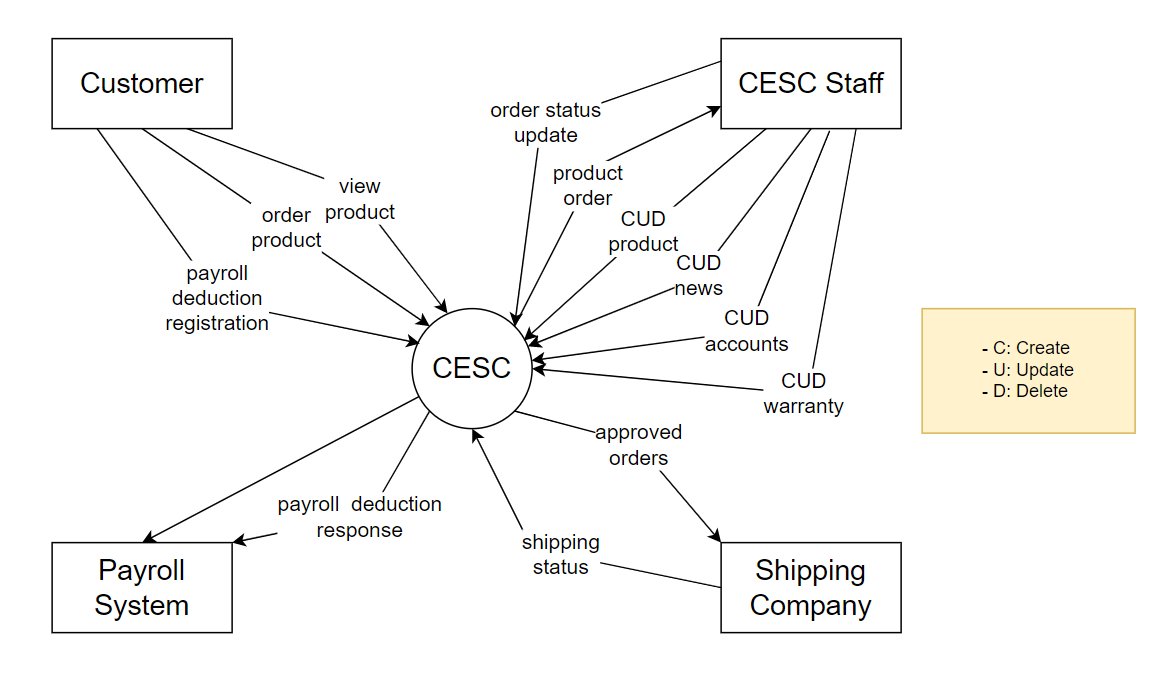 Customer
CESC Staff
order status
update
product
order
view
product
order
product
CUD
product
CUD
news
payroll
deduction
registration
CUD
accounts
CESC
CUD
warranty
- C: Create
- U: Update
- D: Delete
approved
orders
payroll  deduction
response
shipping
status
Payroll
System
Shipping
Company